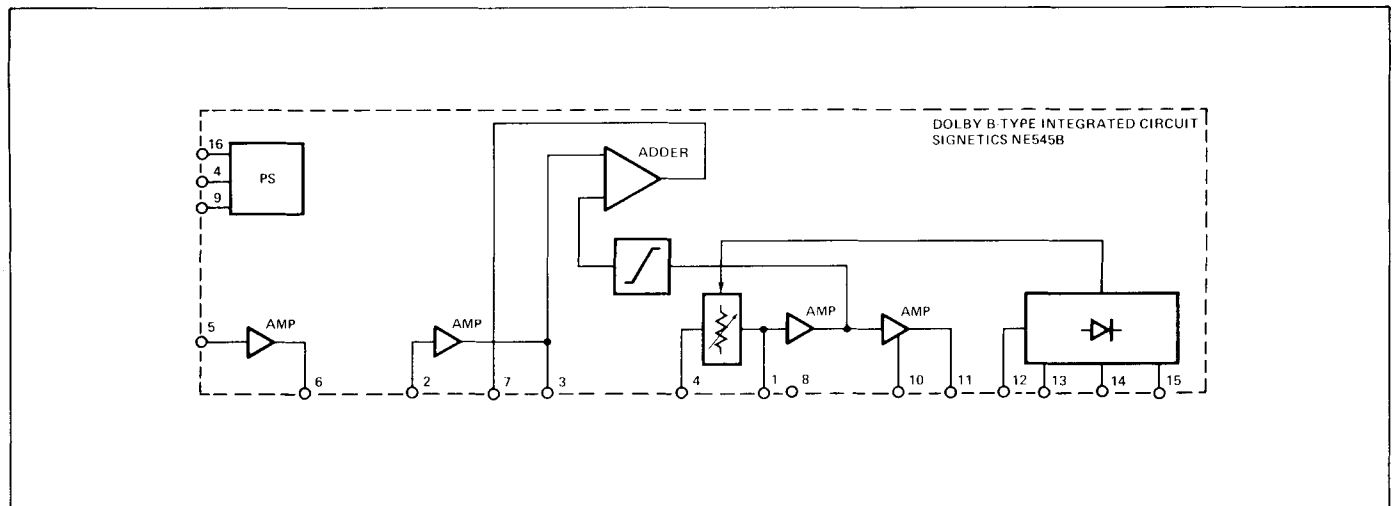 DOLBY B-TYPE INTEGRATED CIRCUIT
SIGNETICS NE545B
16
4
9
PS
ADDER
5
AMP
6
AMP
2
7
3
4
AMP
1
8
AMP
10
11
12
13
14
15